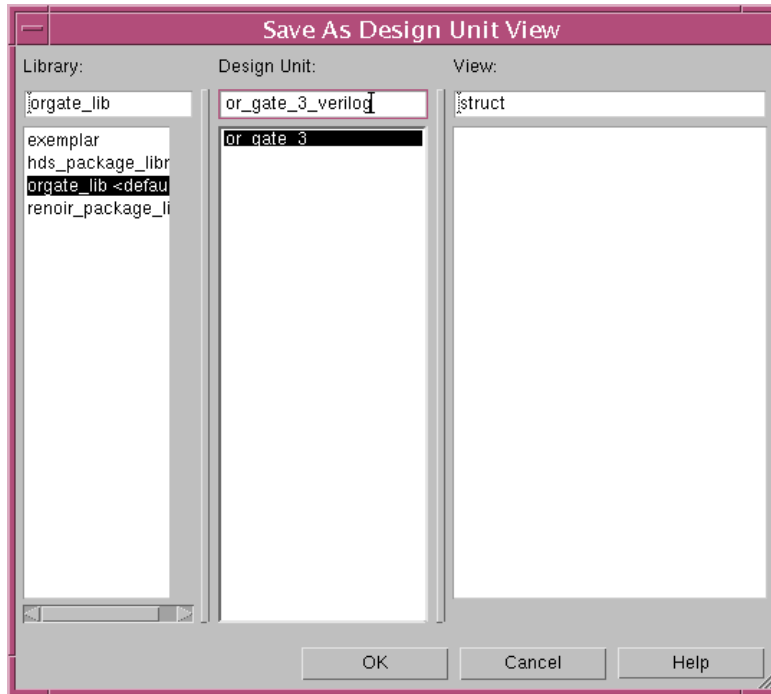 Save As Design Unit View
Library: Design Unit: View:
orgate_lib or_gate_3_verilog struct
exemplar or_gate_3
hds_package_libr
orgate_lib <defau
renoir_package_li
OK Cancel Help